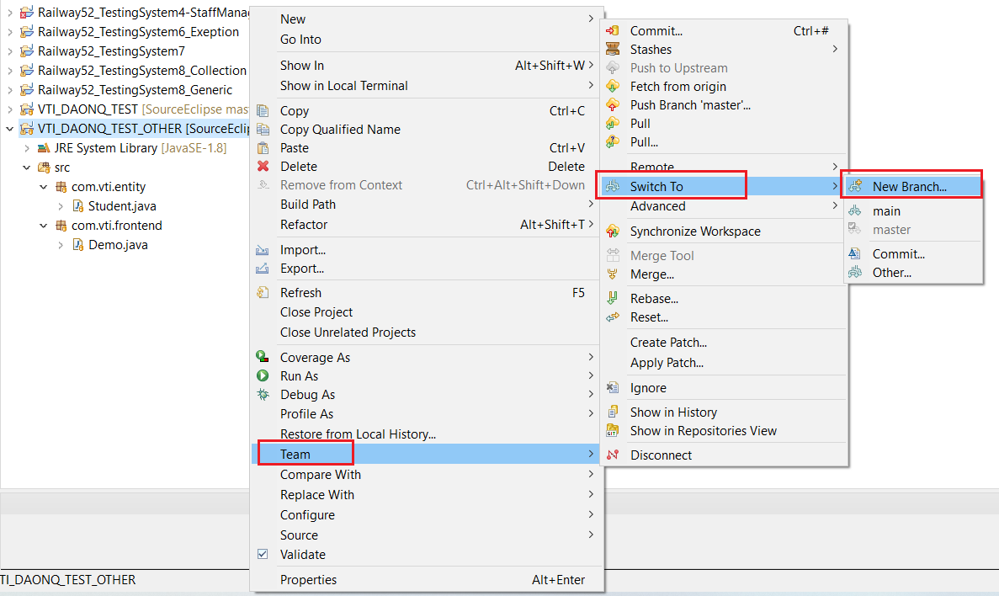 Railway52_TestingSystem4-StaffMana
Railway52_TestingSystem6_Exeption
Railway52_TestingSystem7
Railway52_TestingSystem8_Collection
Railway52_TestingSystem8_Generic
VTI_DAONQ_TEST [SourceEclipse mas
VTI_DAONQ_TEST_OTHER [SourceEclip
JRE System Library [JavaSE-1.8]
src
com.vti.entity
Student.java
com.vti.frontend
Demo.java
New
Go Into
Show In Alt+Shift+W
Show in Local Terminal
Copy Ctrl+C
Copy Qualified Name
Paste Ctrl+V
Delete Delete
Remove from Context Ctrl+Alt+Shift+Down
Build Path
Refactor Alt+Shift+T
Import...
Export...
Refresh F5
Close Project
Close Unrelated Projects
Coverage As
Run As
Debug As
Profile As
Restore from Local History...
Team
Compare With
Replace With
Configure
Source
Validate
Properties Alt+Enter
Commit... Ctrl+#
Stashes
Push to Upstream
Fetch from origin
Push Branch 'master'...
Pull
Pull...
Remote
Switch To
Advanced
Synchronize Workspace
Merge Tool
Merge...
Rebase...
Reset...
Create Patch...
Apply Patch...
Ignore
Show in History
GIT Show in Repositories View
Disconnect
New Branch...
main
master
Commit...
Other...
TI_DAONQ_TEST_OTHER